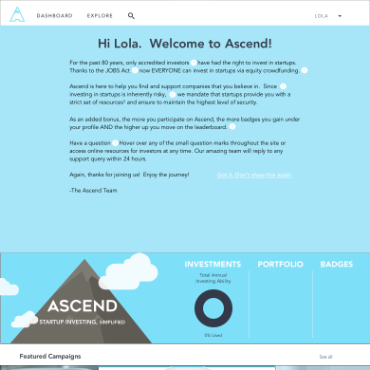 DASHBOARD EXPLORE LOLA
Hi Lola. Welcome to Ascend!
For the past 80 years, only accredited investors have had the right to invest in startups.
Thanks to the JOBS Act now EVERYONE can invest in startups via equity crowdfunding.
Ascend is here to help you find and support companies that you believe in. Since
investing in startups is inherently risky, we mandate that startups provide you with a
strict set of resources! and ensure to maintain the highest level of security.
As an added bonus, the more you participate on Ascend, the more badges you gain under
your profile AND the higher up you move on the leaderboard.
Have a question Hover over any of the small question marks throughout the site
or access online resources for investors at any time. Our amazing team will reply to any
support query within 24 hours.
Again, thanks for joining us! Enjoy the journey! Got it. Don't show this again
-The Ascend Team
INVESTMENTS PORTFOLIO BADGES
Total Annual
Investing Ability
ASCEND
STARTUP INVESTING, SIMPLIFIED
0% Used
Featured Campaigns See all